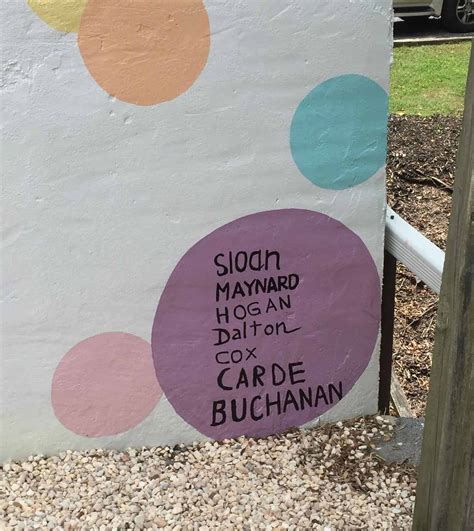 Sloan
MAYNARD
HOGAN
Dalton
COX
CARDE
BUCHANAN